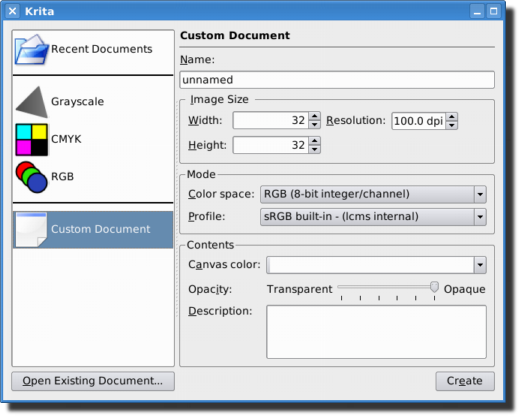 Krita
Recent Documents
Grayscale
CMYK
RGB
Custom Document
Custom Document
Name:
unnamed
Image Size
Width: 32 Resolution: 100.0 dpi
Height: 32
Mode
Color space: RGB (8-bit integer/channel)
Profile: sRGB built-in - (lcms internal)
Contents
Canvas color:
Opacity: Transparent Opaque
Description:
Open Existing Document... Create